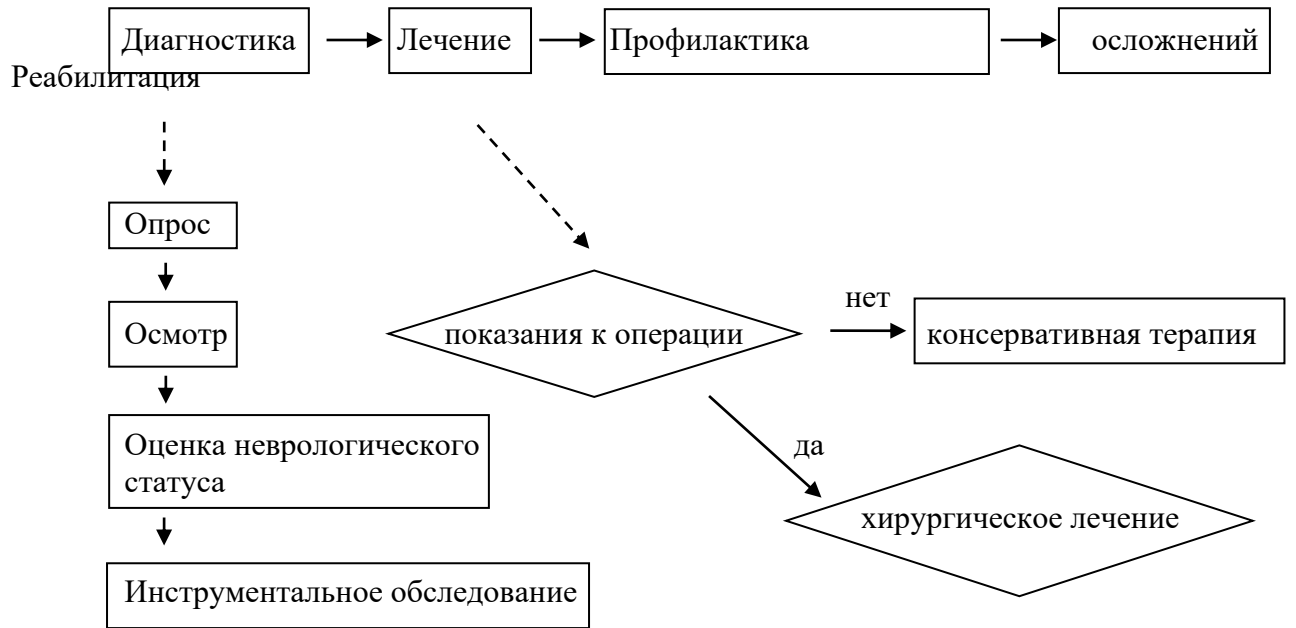 Диагностика Лечение Профилактика осложнений
Реабилитация
Опрос
нет
Осмотр показания к операции консервативная терапия
Оценка неврологического
статуса
да
хирургическое лечение
Инструментальное обследование